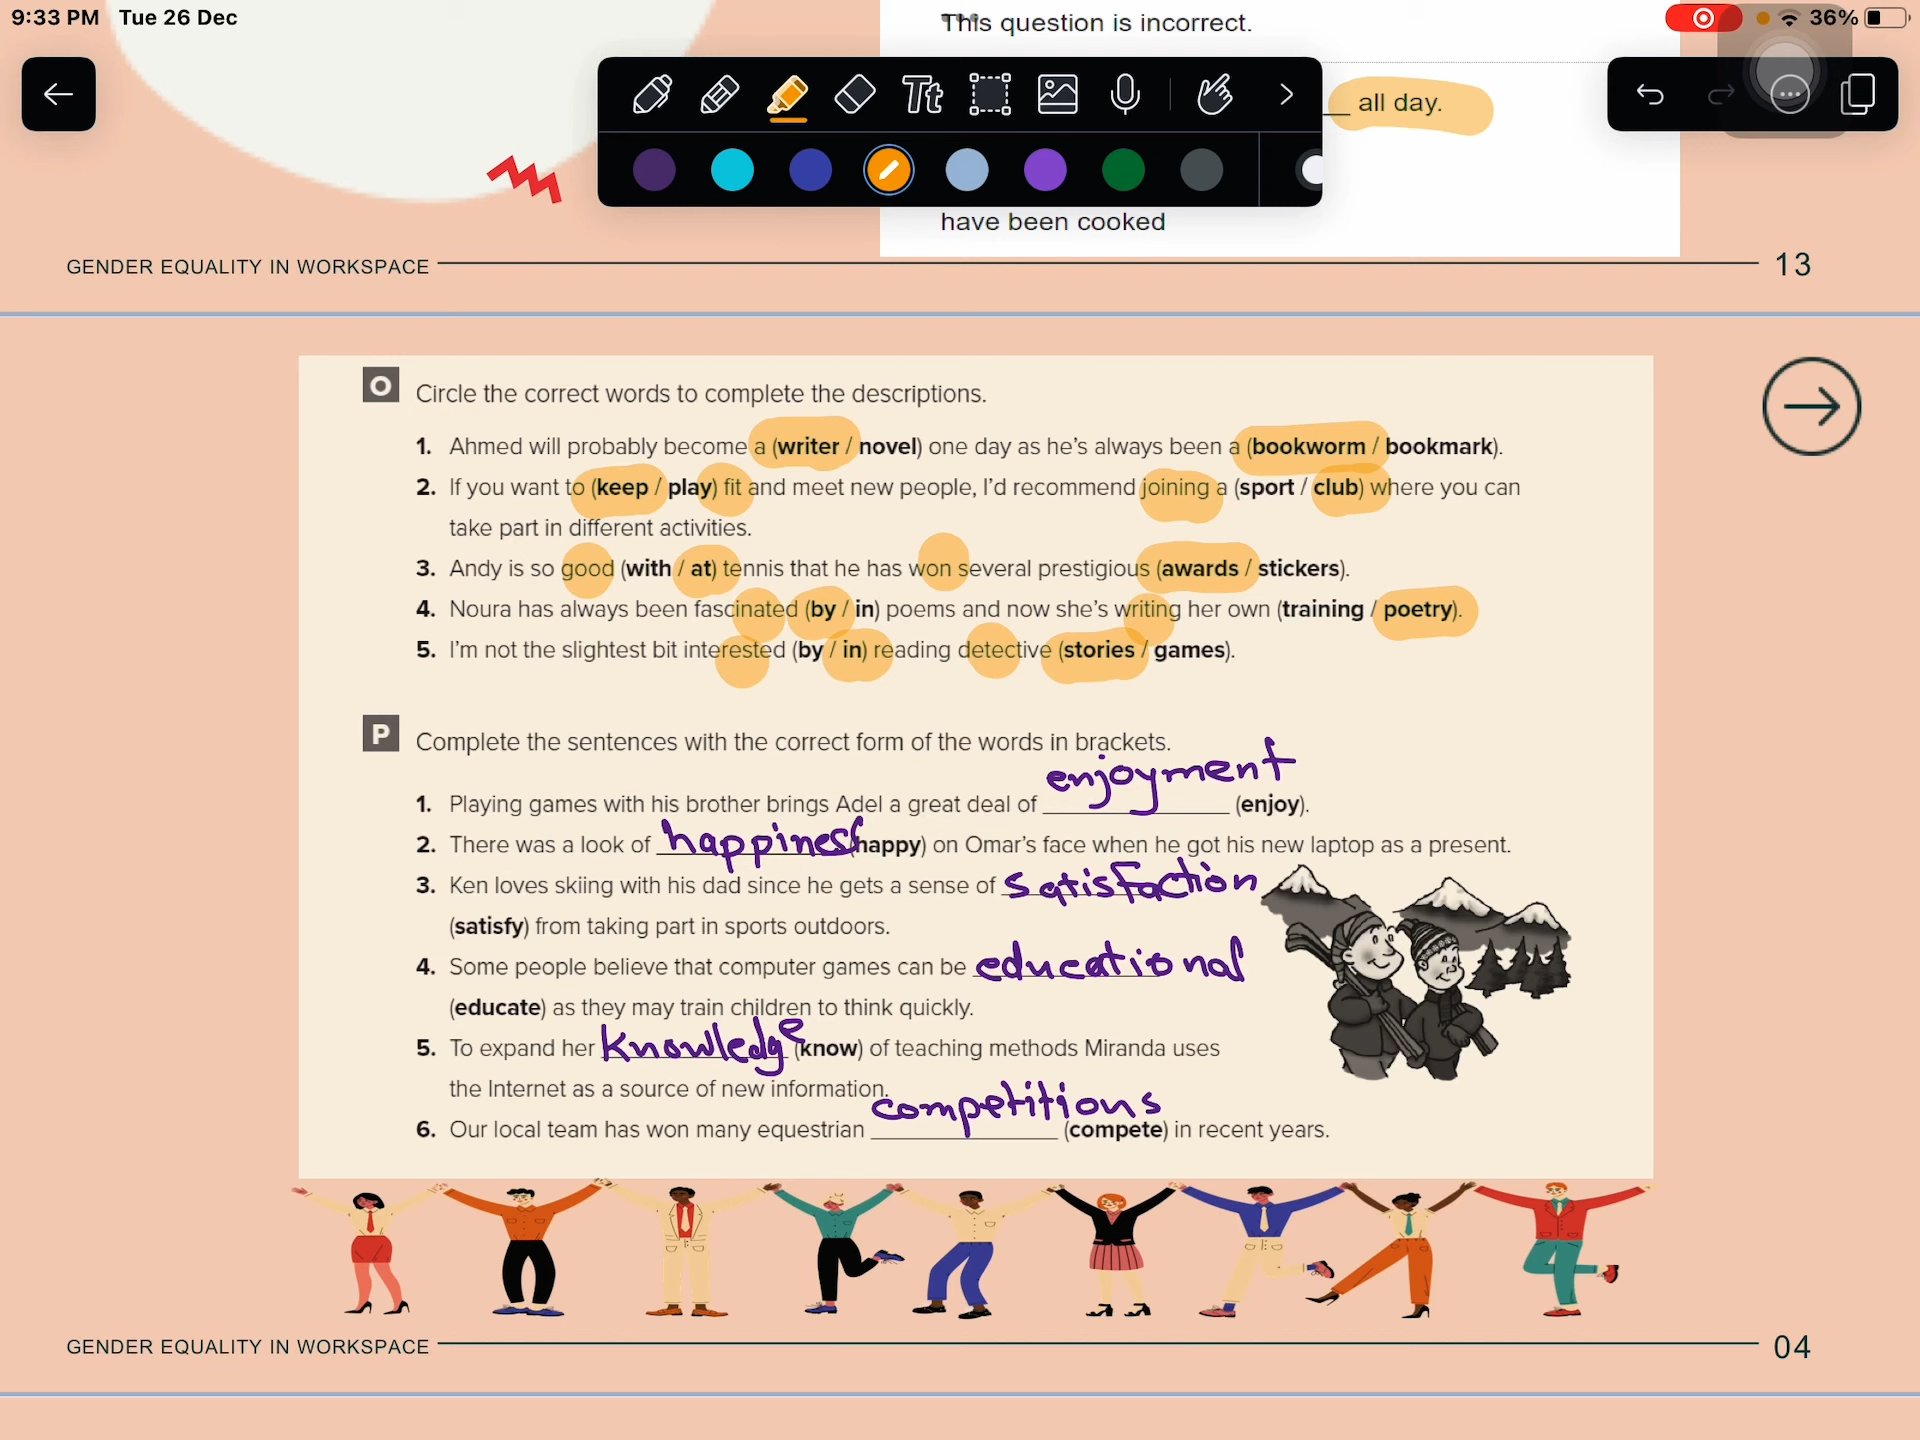 9:33 PM Tue 26 Dec
36%
This question is incorrect.
Tt
__ all day.
have been cooked
GENDER EQUALITY IN WORKSPACE
13
O Circle the correct words to complete the descriptions.
1. Ahmed will probably become a (writer / novel) one day as he's always been a (bookworm / bookmark).
2. If you want to (keep / play) fit and meet new people, I'd recommend joining a (sport / club) where you can
take part in different activities.
3. Andy is so good (with / at) tennis that he has won several prestigious (awards / stickers).
4. Noura has always been fascinated (by / in) poems and now she's writing her own (training / poetry).
5. I'm not the slightest bit interested (by / in) reading detective (stories / games).
P Complete the sentences with the correct form of the words in brackets.
1. Playing games with his brother brings Adel a great deal of enjoyment (enjoy).
2. There was a look of happiness (happy) on Omar's face when he got his new laptop as a present.
3. Ken loves skiing with his dad since he gets a sense of satisfaction
(satisfy) from taking part in sports outdoors.
4. Some people believe that computer games can be educational
(educate) as they may train children to think quickly.
5. To expand her knowledge (know) of teaching methods Miranda uses
the Internet as a source of new information.
6. Our local team has won many equestrian competitions (compete) in recent years.
GENDER EQUALITY IN WORKSPACE
04